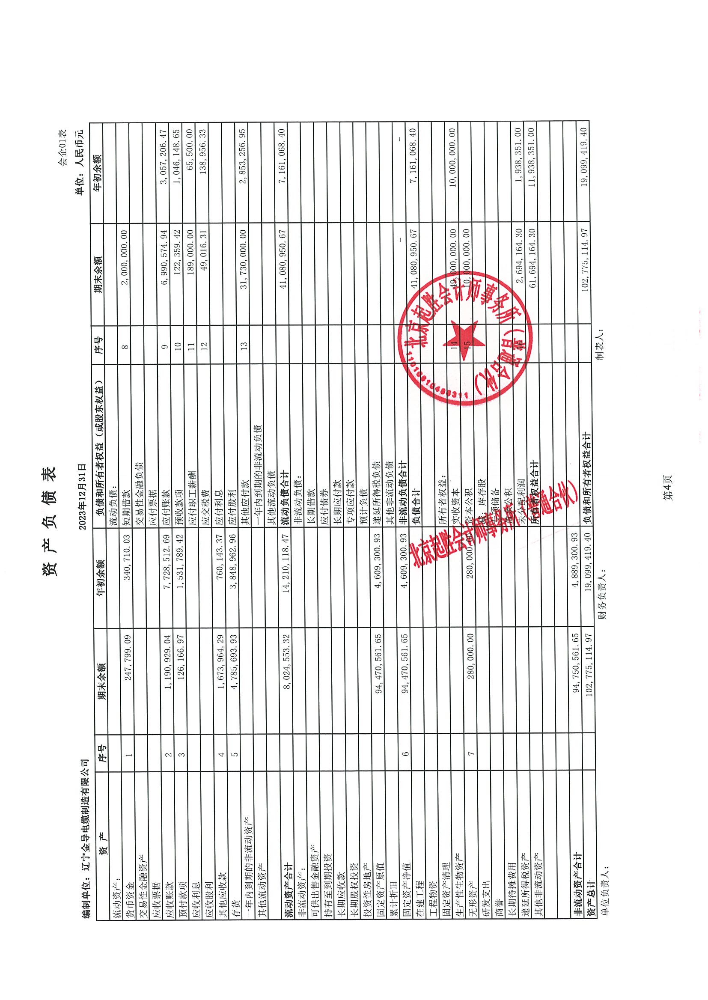 资 产 负 债 表
会企01表
编制单位：辽宁金导电缆制造有限公司 2023年12月31日 单位：人民币元
资 产 序号 期末余额 年初余额 负债和所有者权益（或股东权益） 序号 期末余额 年初余额
流动资产： 流动负债：
货币资金 1 247,799.09 340,710.03 短期借款 8 2,000,000.00
交易性金融资产 交易性金融负债
应收票据 应付票据
应收账款 2 1,190,929.04 7,728,512.69 应付账款 9 6,990,574.94 3,057,206.47
预付款项 3 126,166.97 1,531,789.42 预收款项 10 122,359.42 1,046,148.65
应收利息 应付职工薪酬 11 189,000.00 65,500.00
应收股利 应交税费 12 49,016.31 138,956.33
其他应收款 4 1,673,964.29 760,143.37 应付利息
存货 5 4,785,693.93 3,848,962.96 应付股利
一年内到期的非流动资产 其他应付款 13 31,730,000.00 2,853,256.95
其他流动资产 一年内到期的非流动负债
其他流动负债
流动资产合计 8,024,553.32 14,210,118.47 流动负债合计 41,080,950.67 7,161,068.40
非流动资产： 非流动负债：
可供出售金融资产 长期借款
持有至到期投资 应付债券
长期应收款 长期应付款
长期股权投资 专项应付款
投资性房地产 预计负债
固定资产原值 94,470,561.65 4,609,300.93 递延所得税负债
累计折旧 其他非流动负债
固定资产净值 6 94,470,561.65 4,609,300.93 非流动负债合计 – –
在建工程 负债合计 41,080,950.67 7,161,068.40
工程物资
固定资产清理 所有者权益：
生产性生物资产 实收资本 14 49,000,000.00 10,000,000.00
无形资产 7 280,000.00 280,000.00 资本公积 15 10,000,000.00
研发支出 减：库存股
商誉 专项储备
长期待摊费用 盈余公积
递延所得税资产 未分配利润 16 2,694,164.30 1,938,351.00
其他非流动资产 所有者权益合计 61,694,164.30 11,938,351.00
非流动资产合计 94,750,561.65 4,889,300.93
资产总计 102,775,114.97 19,099,419.40 负债和所有者权益合计 102,775,114.97 19,099,419.40
单位负责人： 财务负责人： 制表人：
北京起胜会计师事务所（普通合伙）
北京起胜会计师事务所（普通合伙）
第4页